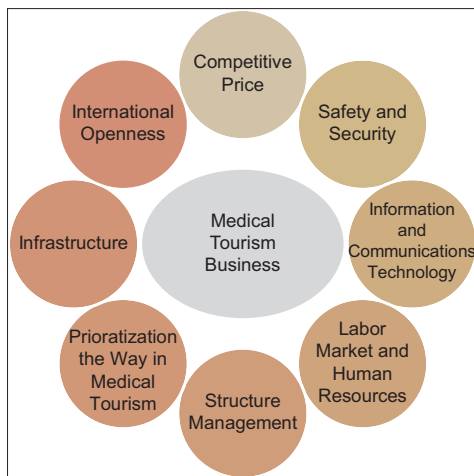 Competitive
Price
Safety and
Security
Information
and
Communications
Technology
Labor
Market and
Human
Resources
Structure
Management
Prioratization
the Way in
Medical
Tourism
Infrastructure
International
Openness
Medical
Tourism
Business